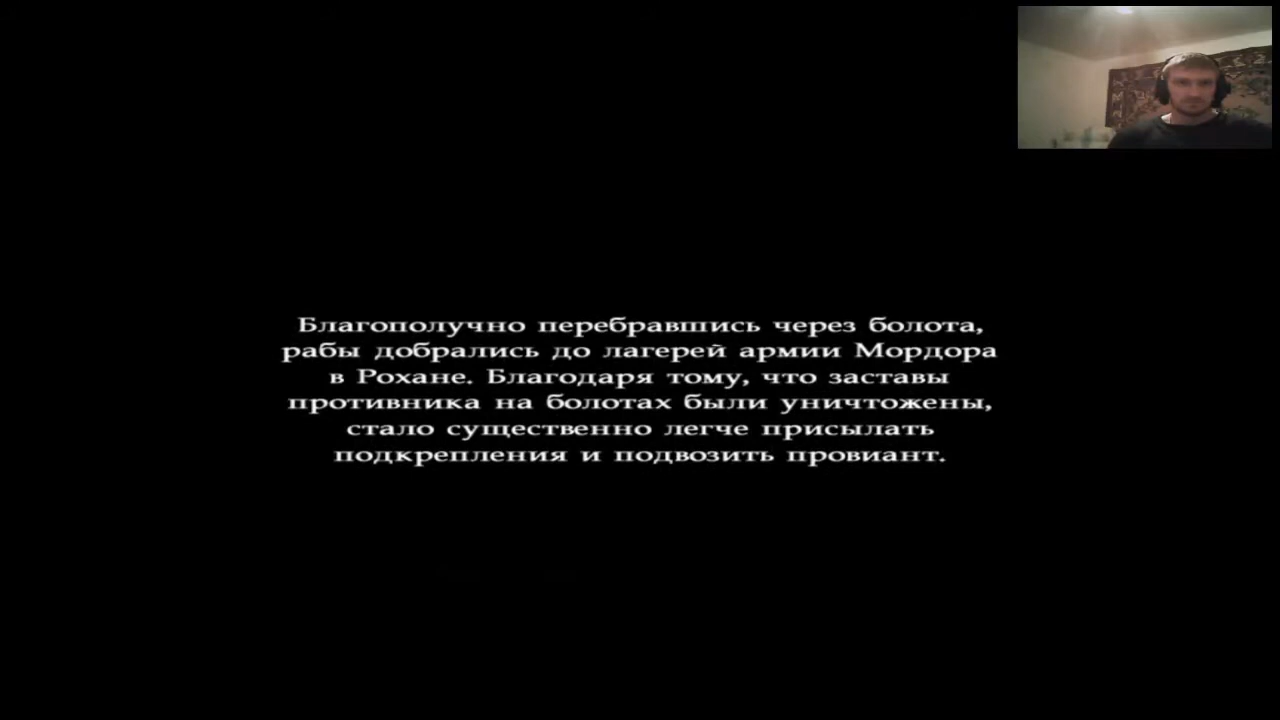 Благополучно перебравшись через болота,
рабы добрались до лагерей армии Мордора
в Рохане. Благодаря тому, что заставы
противника на болотах были уничтожены,
стало существенно легче присылать
подкрепления и подвозить провиант.